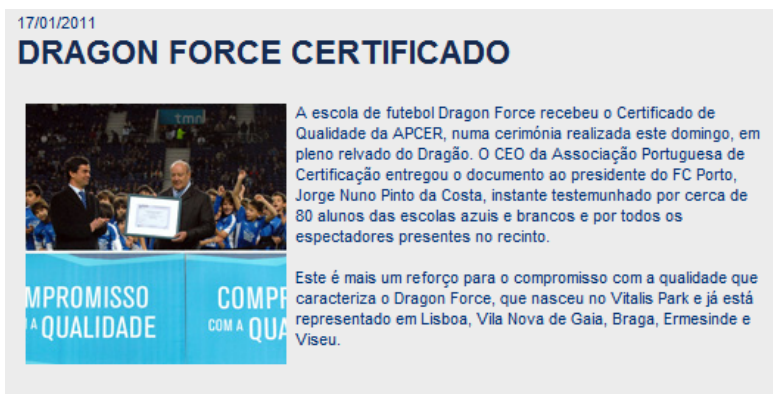 17/01/2011
DRAGON FORCE CERTIFICADO
tmn
A escola de futebol Dragon Force recebeu o Certificado de
Qualidade da APCER, numa cerimónia realizada este domingo, em
pleno relvado do Dragão. O CEO da Associação Portuguesa de
Certificação entregou o documento ao presidente do FC Porto,
Jorge Nuno Pinto da Costa, instante testemunhado por cerca de
80 alunos das escolas azuis e brancos e por todos os
espectadores presentes no recinto.
Este é mais um reforço para o compromisso com a qualidade que
caracteriza o Dragon Force, que nasceu no Vitalis Park e já está
representado em Lisboa, Vila Nova de Gaia, Braga, Ermesinde e
Viseu.
MPROMISSO
A QUALIDADE
COMPR
COM A QUA